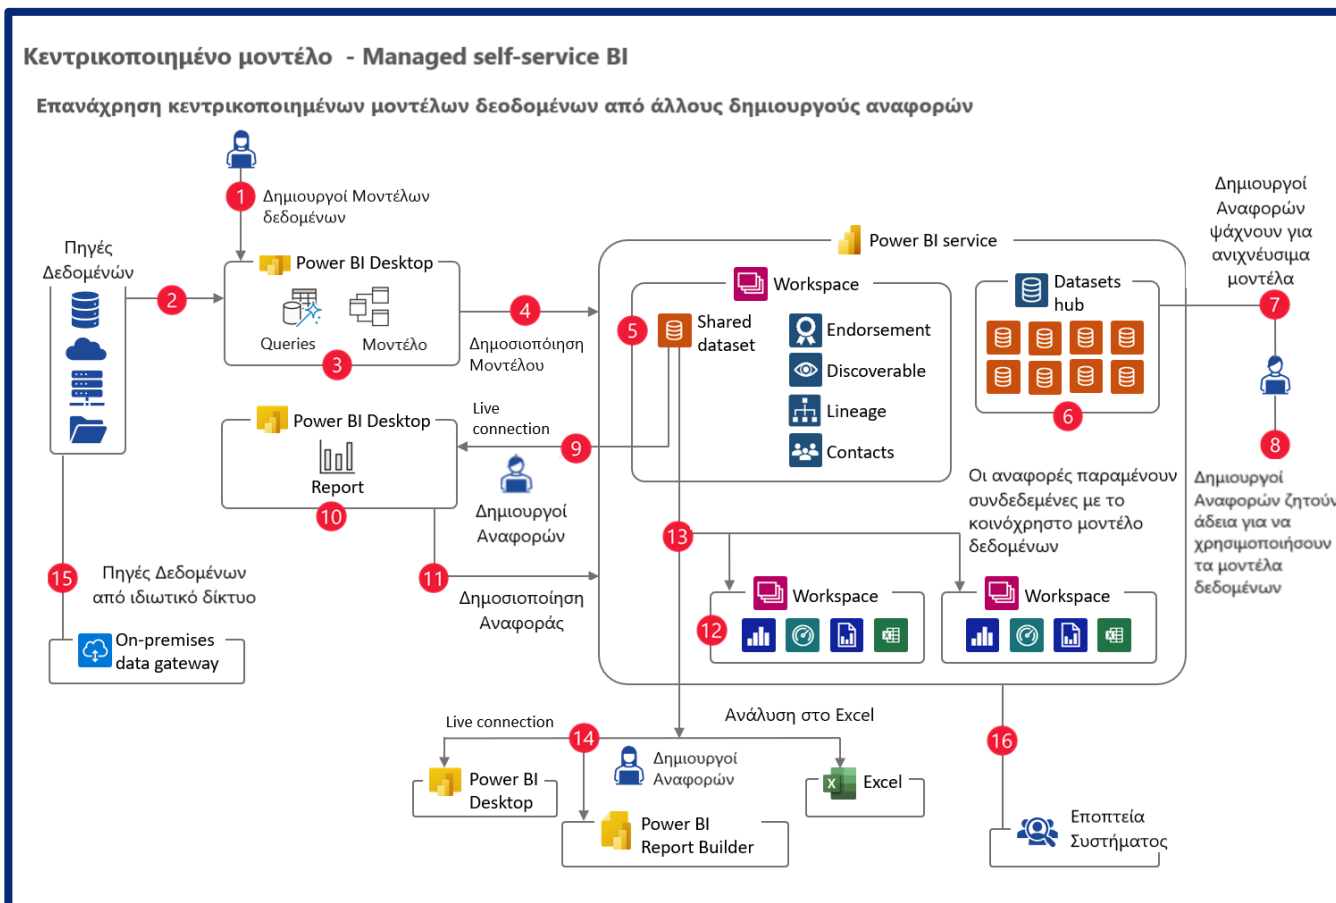 Κεντρικοποιημένο μοντέλο - Managed self-service BI
Επανάχρηση κεντρικοποιημένων μοντέλων δεοδομένων από άλλους δημιουργούς αναφορών
1
Δημιουργοί Μοντέλων
δεδομένων
Πηγές
Δεδομένων
2
Power BI Desktop
Queries
Μοντέλο
3
4
Δημοσιοπόιηση
Μοντέλου
Power BI service
Workspace
5
Shared
dataset
Endorsement
Discoverable
Lineage
Contacts
Datasets
hub
6
Δημιουργοί
Αναφορών
ψάχνουν για
ανιχνέυσιμα
μοντέλα
7
8
Δημιουργοί
Αναφορών ζητούν
άδεια για να
χρησιμοποιήσουν
τα μοντέλα
δεδομένων
Live
connection
9
Δημιουργοί
Αναφορών
Power BI Desktop
Report
10
11
Δημοσιοποίηση
Αναφοράς
Οι αναφορές παραμένουν
συνδεδεμένες με το
κοινόχρηστο μοντέλο
δεδομένων
13
Workspace
12
Workspace
15
Πηγές Δεδομένων
από ιδιωτικό δίκτυο
On-premises
data gateway
Live connection
14
Ανάλυση στο Excel
Δημιουργοί
Αναφορών
Power BI
Desktop
Power BI
Report Builder
Excel
16
Εποπτεία
Συστήματος